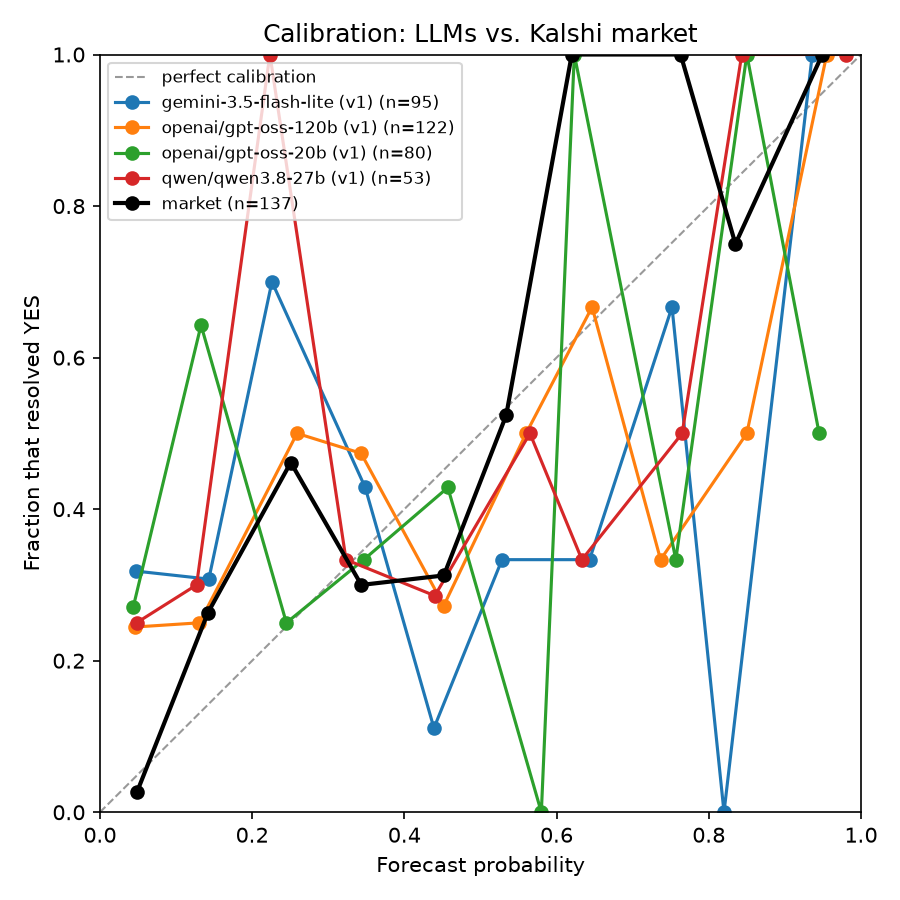 Calibration: LLMs vs. Kalshi market
perfect calibration
gemini-3.5-flash-lite (v1) (n=95)
openai/gpt-oss-120b (v1) (n=122)
openai/gpt-oss-20b (v1) (n=80)
qwen/qwen3.8-27b (v1) (n=53)
market (n=137)
Fraction that resolved YES
1.0
0.8
0.6
0.4
0.2
0.0
0.0 0.2 0.4 0.6 0.8 1.0
Forecast probability